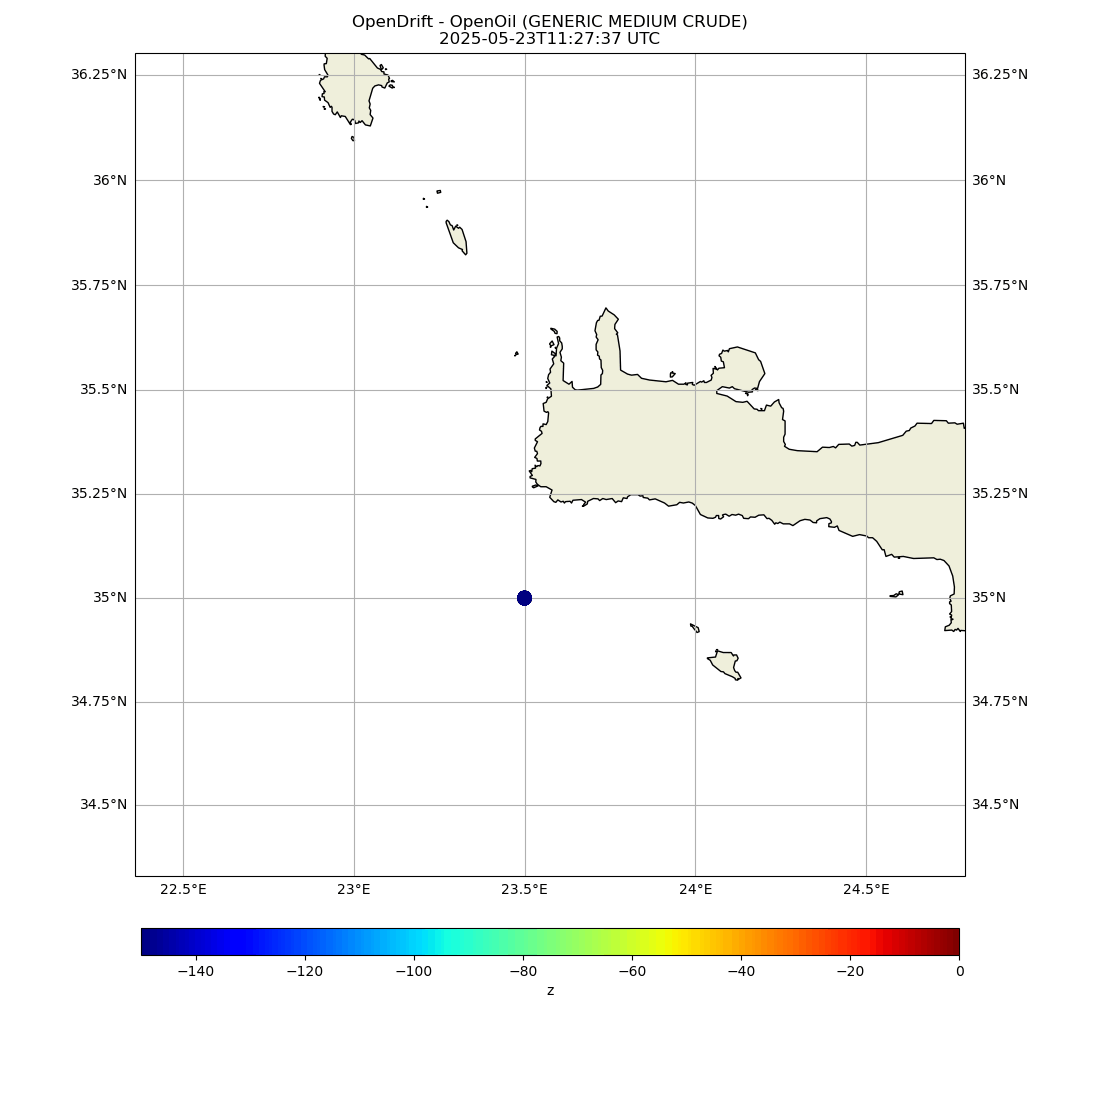 OpenDrift - OpenOil (GENERIC MEDIUM CRUDE)
2025-05-23T11:27:37 UTC
36.25°N 36.25°N
36°N 36°N
35.75°N 35.75°N
35.5°N 35.5°N
35.25°N 35.25°N
35°N 35°N
34.75°N 34.75°N
34.5°N 34.5°N
22.5°E 23°E 23.5°E 24°E 24.5°E
−140 −120 −100 −80 −60 −40 −20 0
z